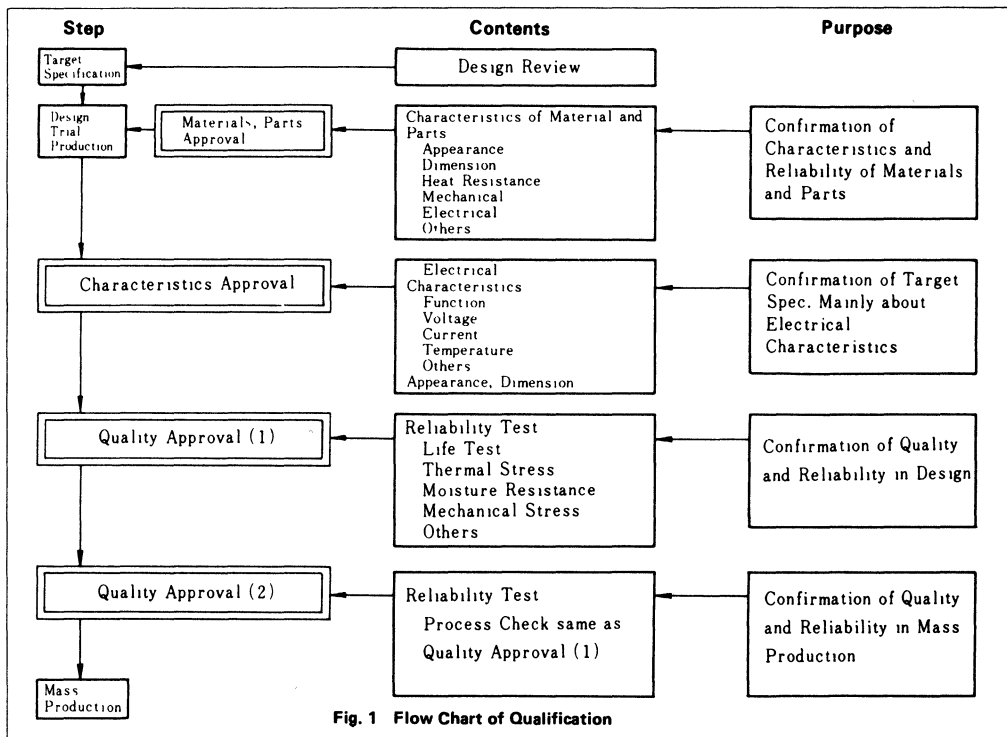 Step
Contents
Purpose
Target
Specification
Design Review
Design
Trial
Production
Materials, Parts
Approval
Characteristics of Material and
Parts
Appearance
Dimension
Heat Resistance
Mechanical
Electrical
Others
Confirmation of
Characteristics and
Reliability of Materials
and Parts
Characteristics Approval
Electrical
Characteristics
Function
Voltage
Current
Temperature
Others
Appearance, Dimension
Confirmation of Target
Spec. Mainly about
Electrical
Characteristics
Quality Approval (1)
Reliability Test
Life Test
Thermal Stress
Moisture Resistance
Mechanical Stress
Others
Confirmation of Quality
and Reliability in Design
Quality Approval (2)
Reliability Test
Process Check same as
Quality Approval (1)
Confirmation of Quality
and Reliability in Mass
Production
Mass
Production
Fig. 1 Flow Chart of Qualification